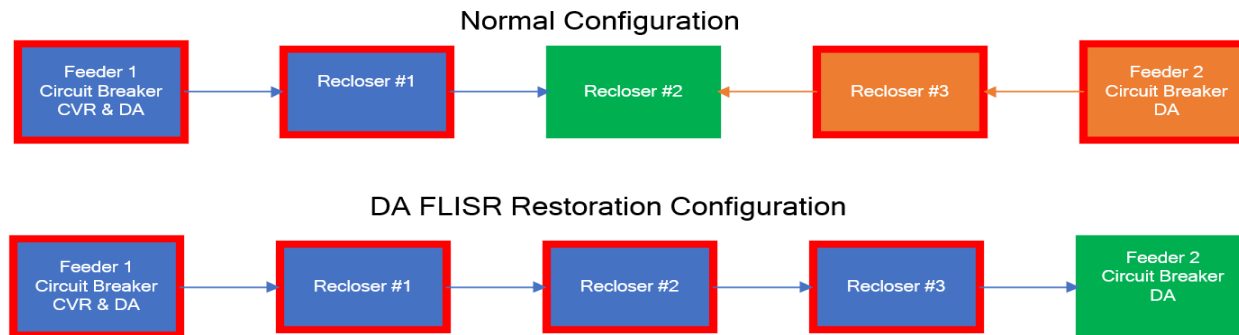 Normal Configuration
Feeder 1
Circuit Breaker
CVR & DA
Recloser #1
Recloser #2
Recloser #3
Feeder 2
Circuit Breaker
DA
DA FLISR Restoration Configuration
Feeder 1
Circuit Breaker
CVR & DA
Recloser #1
Recloser #2
Recloser #3
Feeder 2
Circuit Breaker
DA